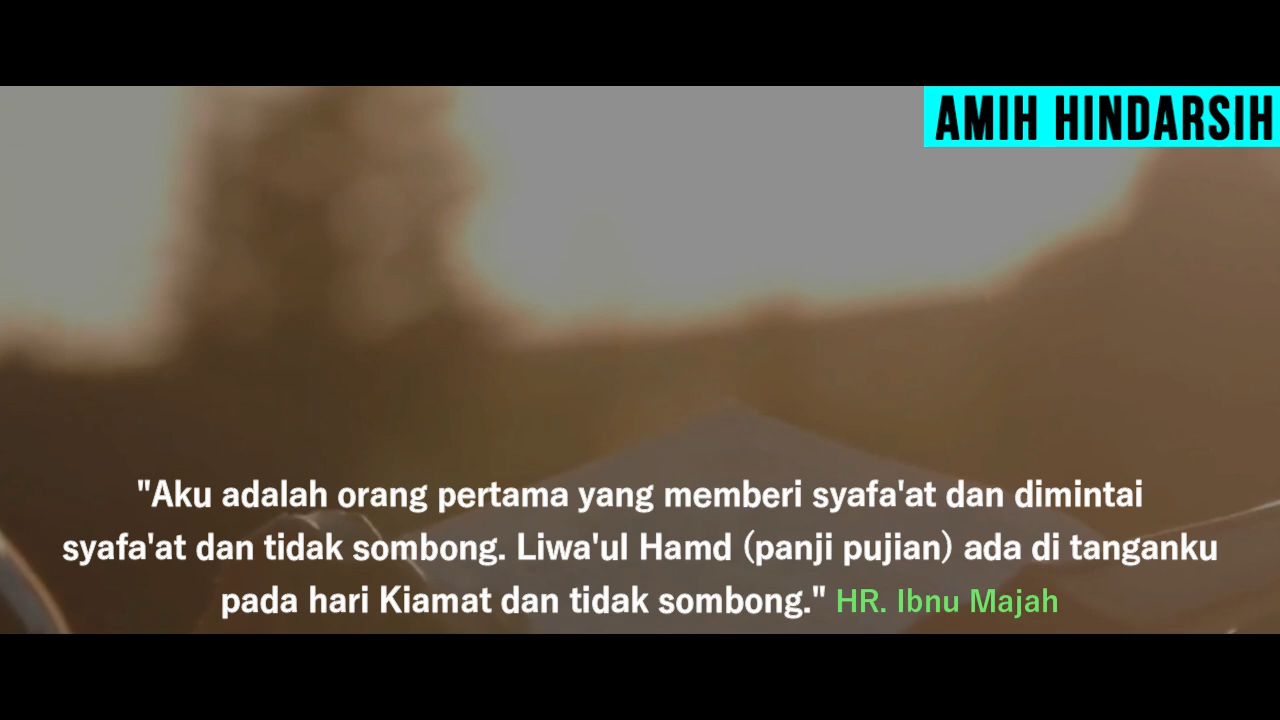 AMIH HINDARSIH
"Aku adalah orang pertama yang memberi syafa'at dan dimintai
syafa'at dan tidak sombong. Liwa'ul Hamd (panji pujian) ada di tanganku
pada hari Kiamat dan tidak sombong." HR. Ibnu Majah